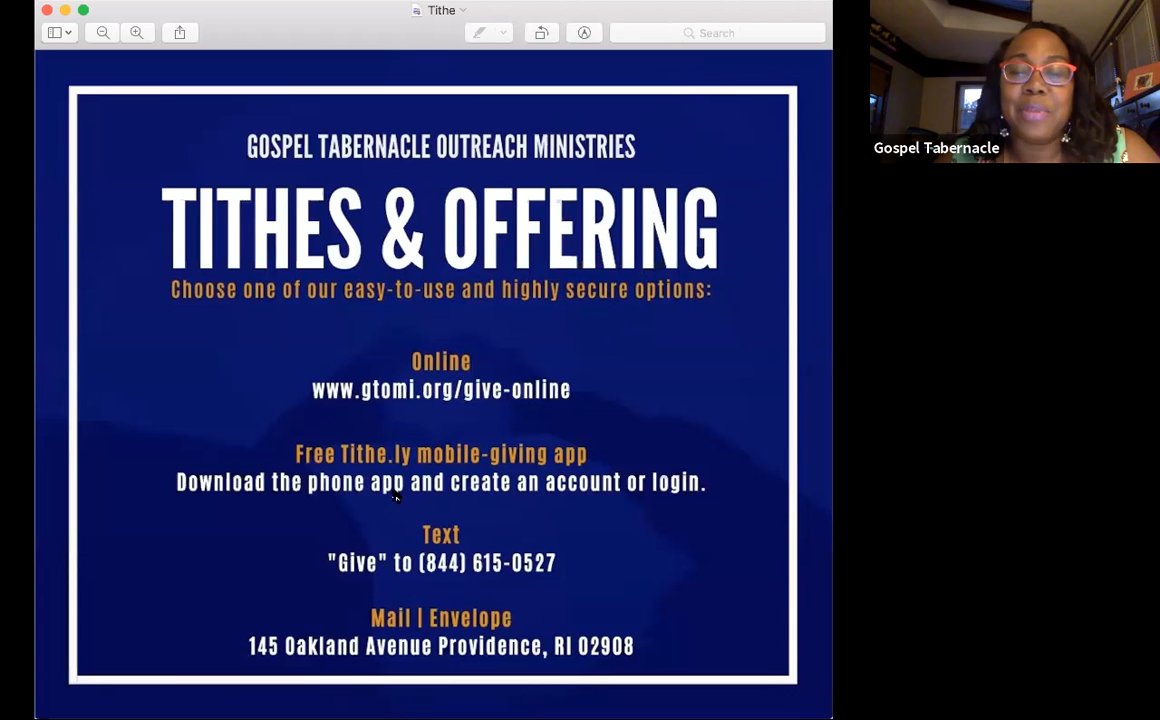 Tithe
Search
GOSPEL TABERNACLE OUTREACH MINISTRIES
TITHES & OFFERING
Choose one of our easy-to-use and highly secure options:
Online
www.gtomi.org/give-online
Free Tithe.ly mobile-giving app
Download the phone app and create an account or login.
Text
"Give" to (844) 615-0527
Mail | Envelope
145 Oakland Avenue Providence, RI 02908
Gospel Tabernacle